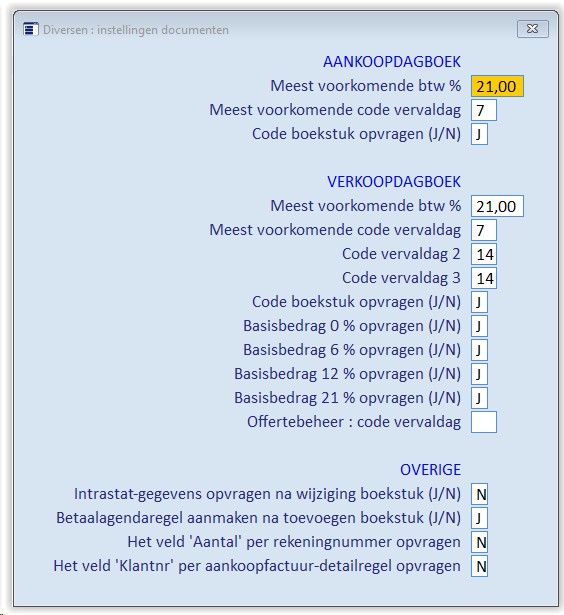 Diversen : instellingen documenten
AANKOOPDAGBOEK
Meest voorkomende btw % 21,00
Meest voorkomende code vervaldag 7
Code boekstuk opvragen (J/N) J
VERKOOPDAGBOEK
Meest voorkomende btw % 21,00
Meest voorkomende code vervaldag 7
Code vervaldag 2 14
Code vervaldag 3 14
Code boekstuk opvragen (J/N) J
Basisbedrag 0 % opvragen (J/N) J
Basisbedrag 6 % opvragen (J/N) J
Basisbedrag 12 % opvragen (J/N) J
Basisbedrag 21 % opvragen (J/N) J
Offertebeheer : code vervaldag
OVERIGE
Intrastat-gegevens opvragen na wijziging boekstuk (J/N) N
Betaalagendaregel aanmaken na toevoegen boekstuk (J/N) J
Het veld 'Aantal' per rekeningnummer opvragen N
Het veld 'Klantnr' per aankoopfactuur-detailregel opvragen N